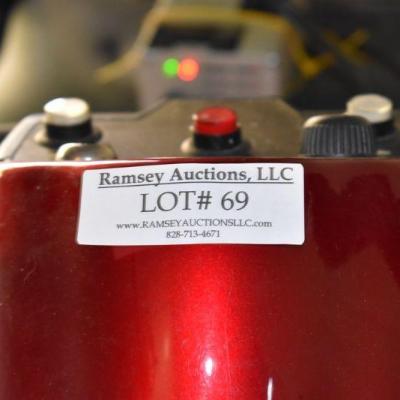 Ramsey Auctions, LLC
LOT# 69
www.RAMSEYAUCTIONSLLC.com
828-713-4671